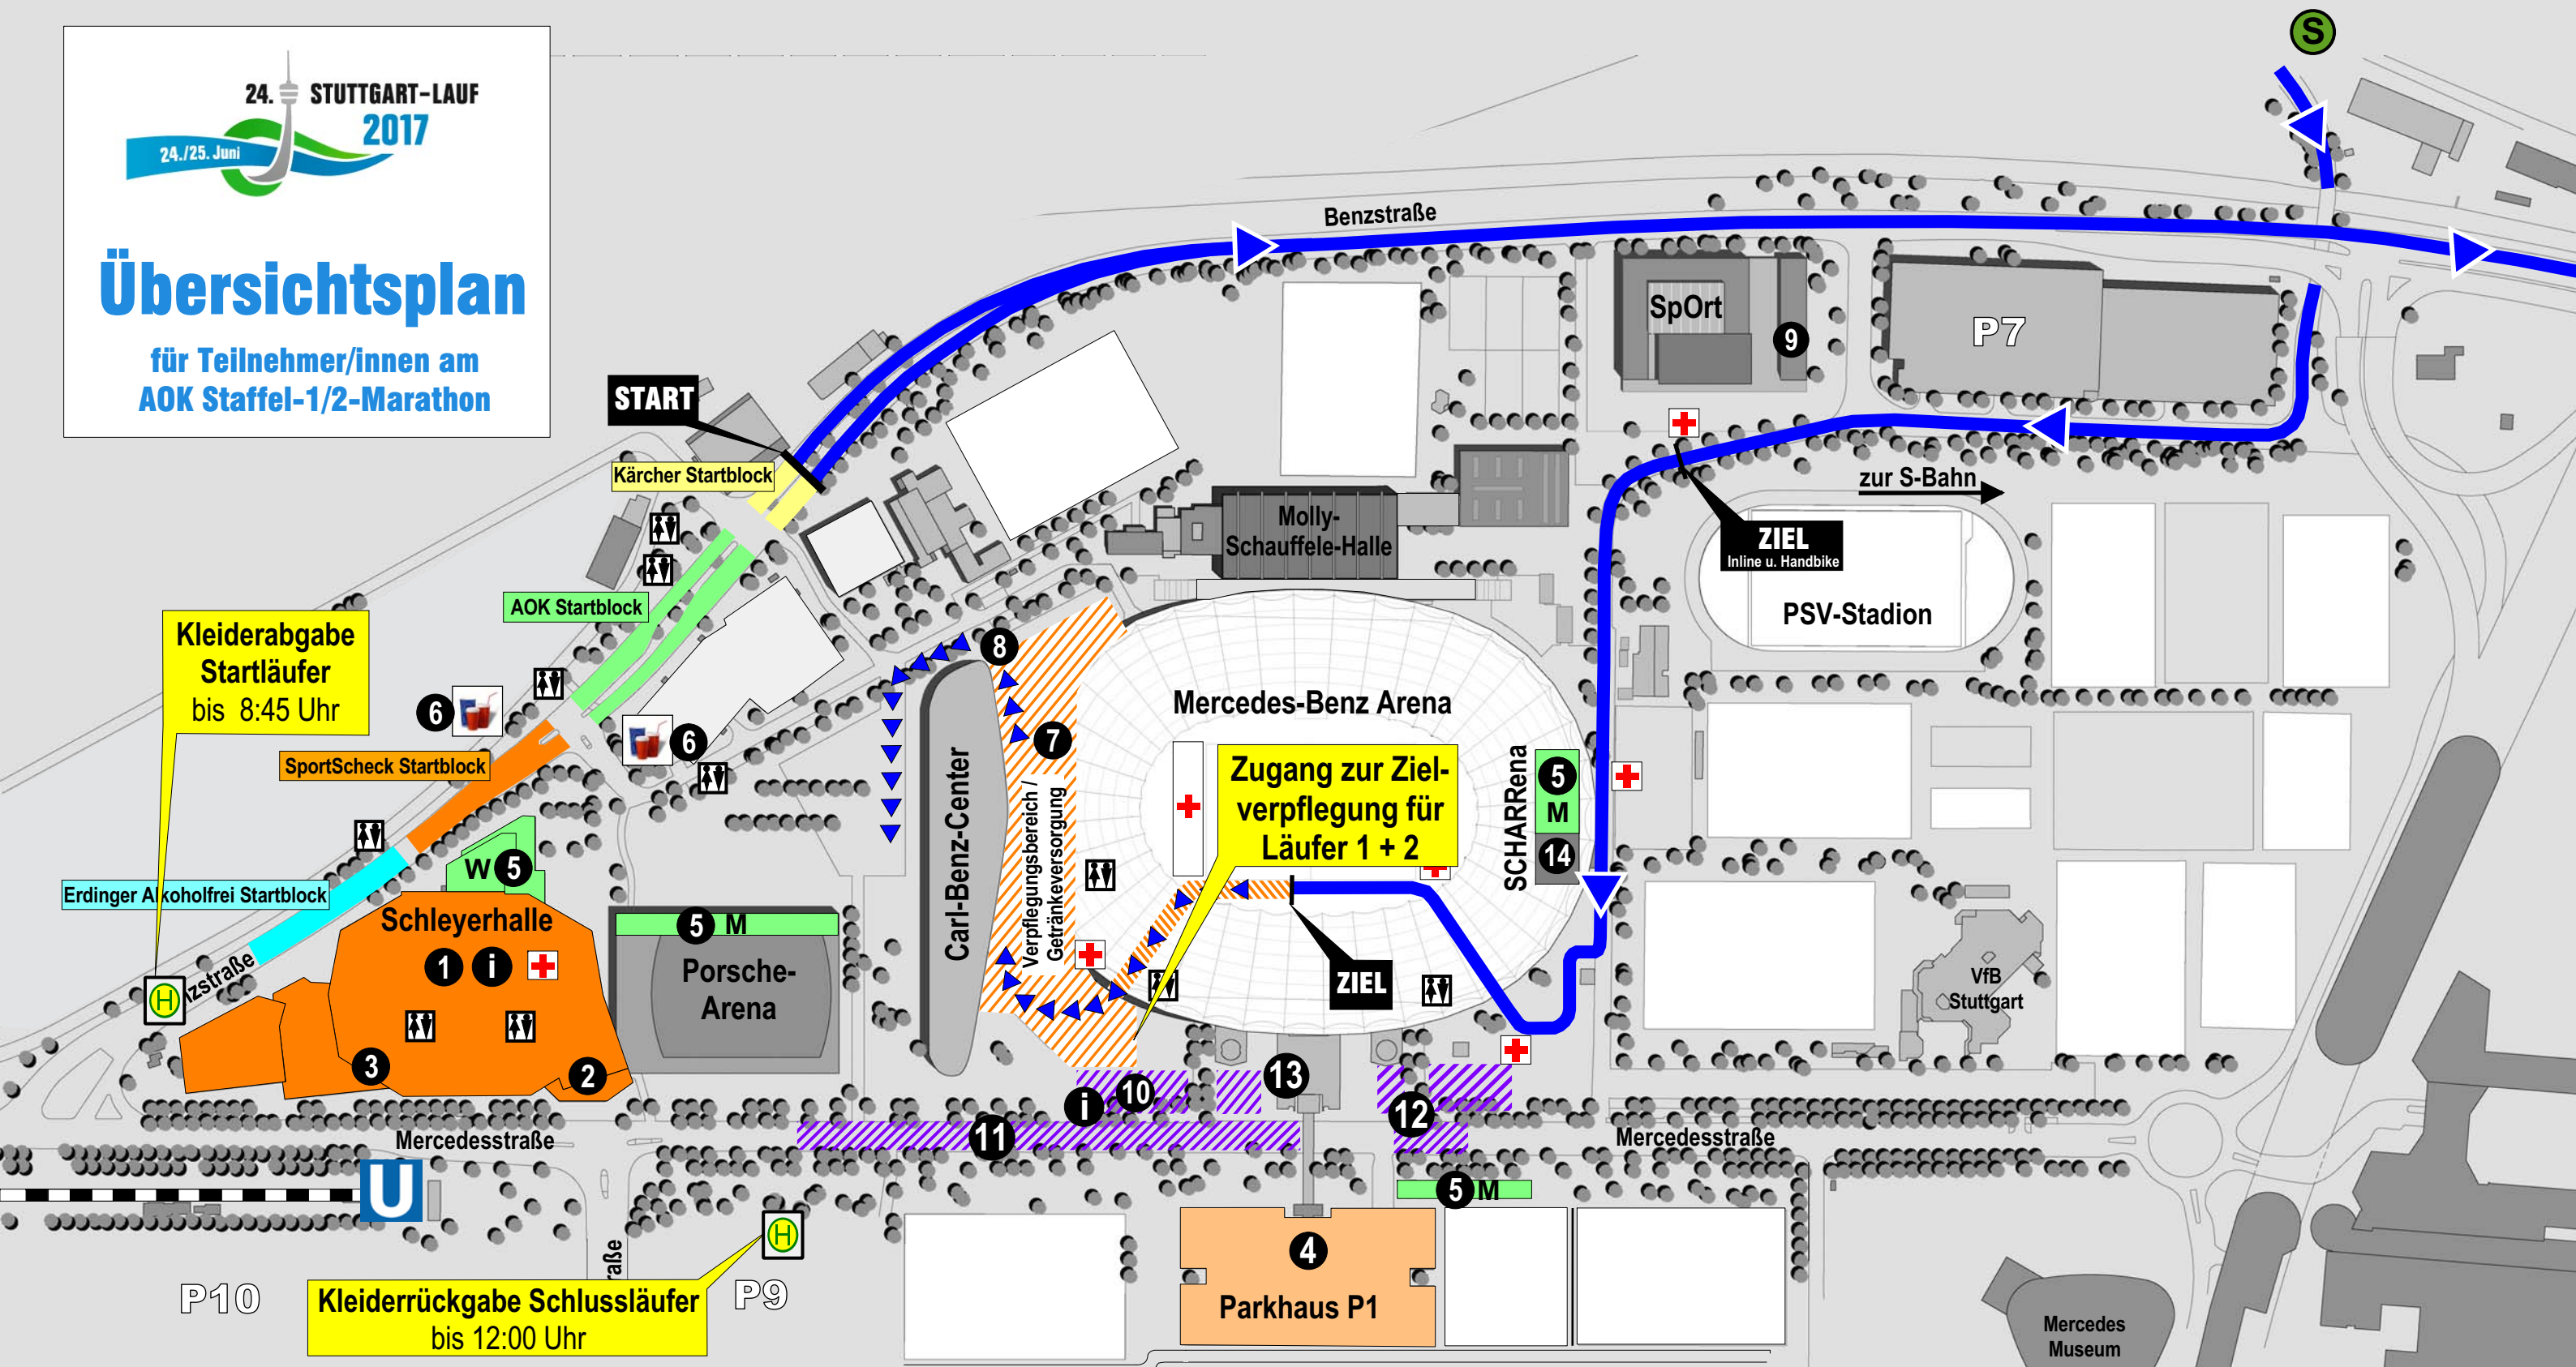 24. STUTTGART-LAUF
2017
24./25. Juni
Übersichtsplan
für Teilnehmer/innen am
AOK Staffel-1/2-Marathon
S
Benzstraße
SpOrt
9
P7
START
Kärcher Startblock
zur S-Bahn
ZIEL
Inline u. Handbike
Molly-
Schauffele-Halle
PSV-Stadion
AOK Startblock
Kleiderabgabe
Startläufer
bis 8:45 Uhr
8
6
6
7
SportScheck Startblock
Mercedes-Benz Arena
Carl-Benz-Center
Verpflegungsbereich /
Getränkeversorgung
Zugang zur Ziel-
verpflegung für
Läufer 1 + 2
SCHARRena
5
M
14
W 5
Erdinger Alkoholfrei Startblock
Schleyerhalle
1 i
5 M
Porsche-
Arena
ZIEL
VfB
Stuttgart
H
nzstraße
3
2
10
i
13
12
11
Mercedesstraße
Mercedesstraße
U
5 M
H
4
Parkhaus P1
raße
P10
P9
Kleiderrückgabe Schlussläufer
bis 12:00 Uhr
Mercedes
Museum